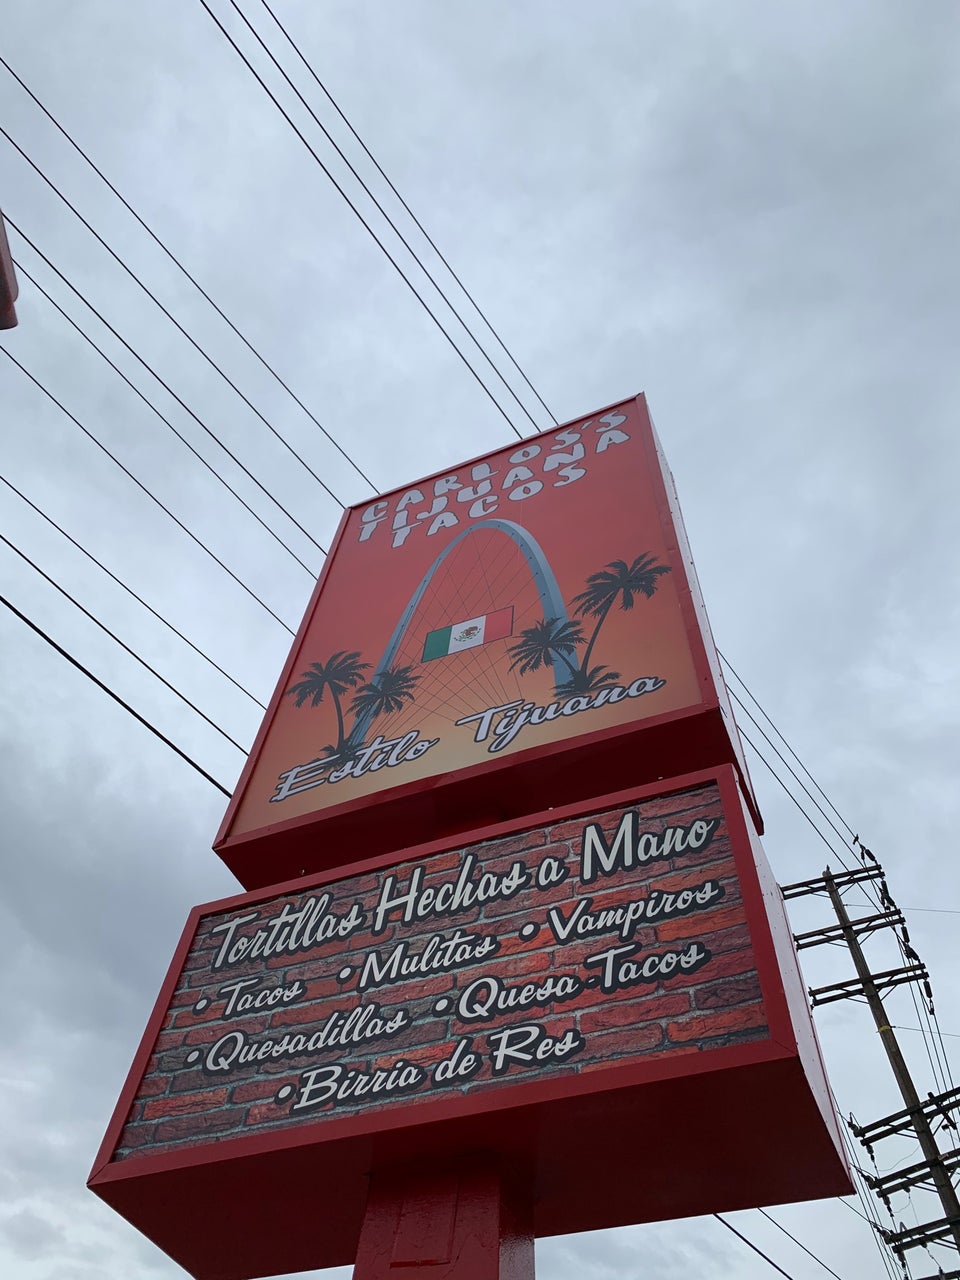 CARLOS'S
TIJUANA
TACOS
Estilo Tijuana
Tortillas Hechas a Mano
• Tacos • Mulitas • Vampiros
• Quesadillas • Quesa-Tacos
• Birria de Res